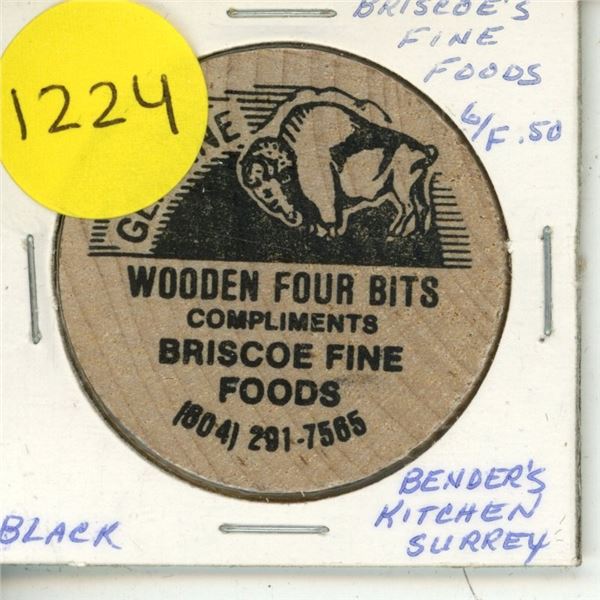 1224
BRISCOE'S
FINE
FOODS
6/F .50
WOODEN FOUR BITS
COMPLIMENTS
BRISCOE FINE
FOODS
(604) 291-7565
BENDER'S
KITCHEN
SURREY
BLACK